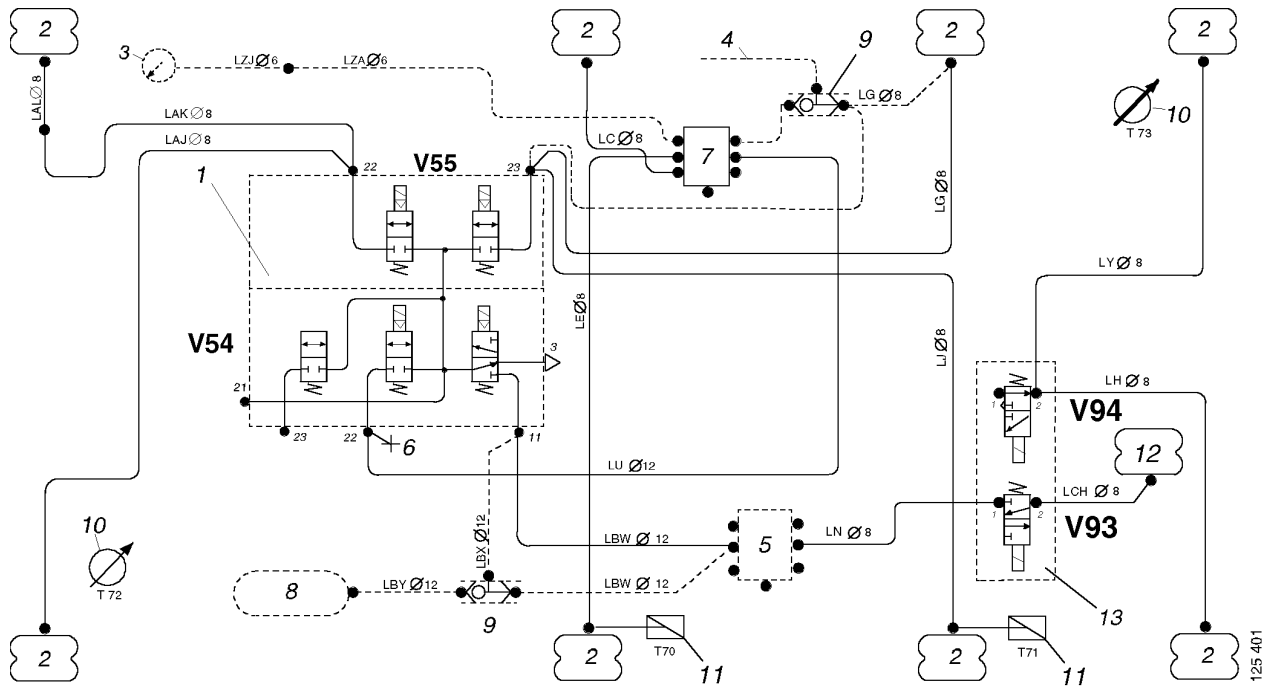 2
2
2
3
LZJ Ø 6
LZA Ø 6
4
9
LG Ø 8
10
T 73
LAL Ø 8
LAK Ø 8
LAJ Ø 8
LC Ø 8
7
1
22
V55
23
LG Ø 8
LY Ø 8
LE Ø 8
LJ Ø 8
V54
3
21
23
22
6
11
1
2
LH Ø 8
V94
12
LU Ø 12
LCH Ø 8
1
2
V93
10
T 72
LBX Ø 12
LBW Ø 12
5
LN Ø 8
8
LBY Ø 12
LBW Ø 12
9
13
2
2
T70
11
2
T71
11
2
125 401